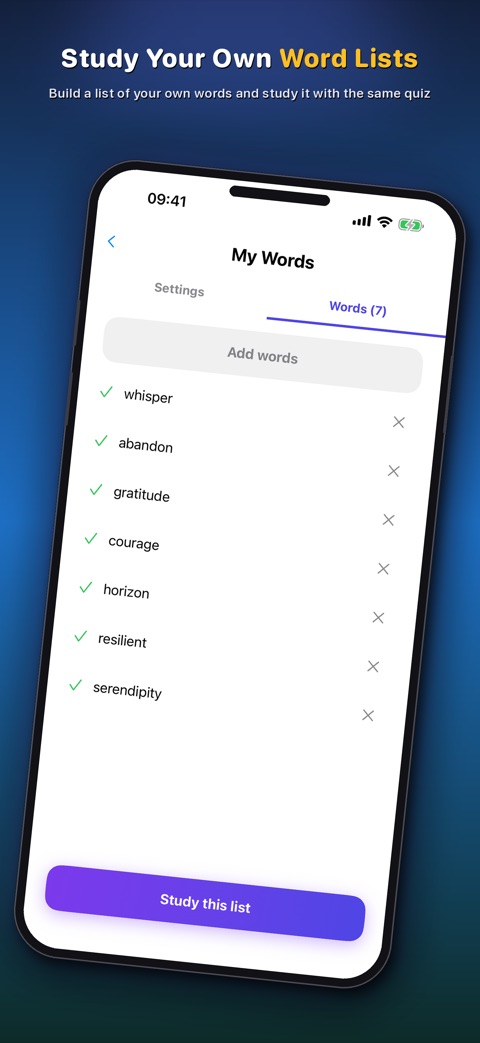 Study Your Own Word Lists
Build a list of your own words and study it with the same quiz
09:41
My Words
Settings
Words (7)
Add words
whisper
abandon
gratitude
courage
horizon
resilient
serendipity
Study this list